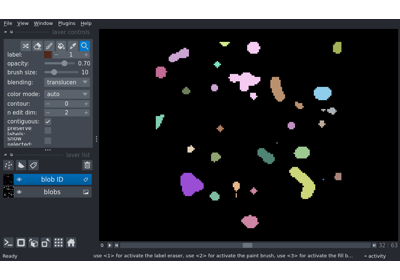 File View Window Plugins Help
layer controls
label: 1
opacity: 0.70
brush size: 10
blending: translucen
color mode: auto
contour: 0
n edit dim: 2
contiguous:
preserve labels:
show selected:
layer list
blob ID
blobs
32 63
Ready
use <1> for activate the label eraser, use <2> for activate the paint brush, use <3> for activate the fill b...
activity